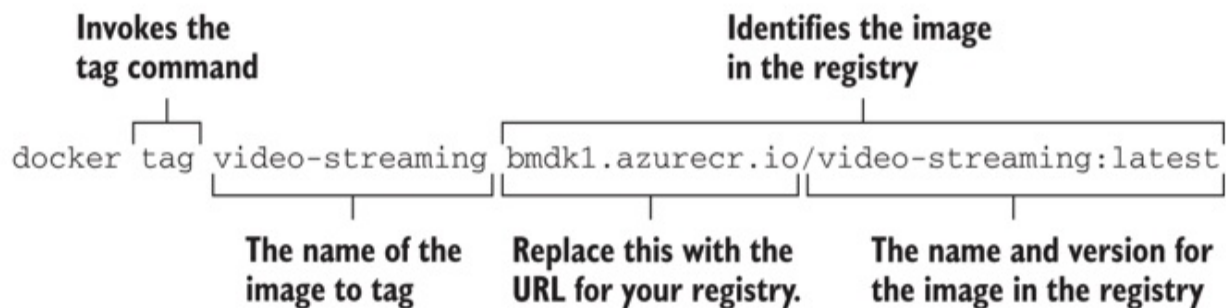 Invokes the
tag command
Identifies the image
in the registry
docker tag video-streaming bmdk1.azurecr.io/video-streaming:latest
The name of the
image to tag
Replace this with the
URL for your registry.
The name and version for
the image in the registry